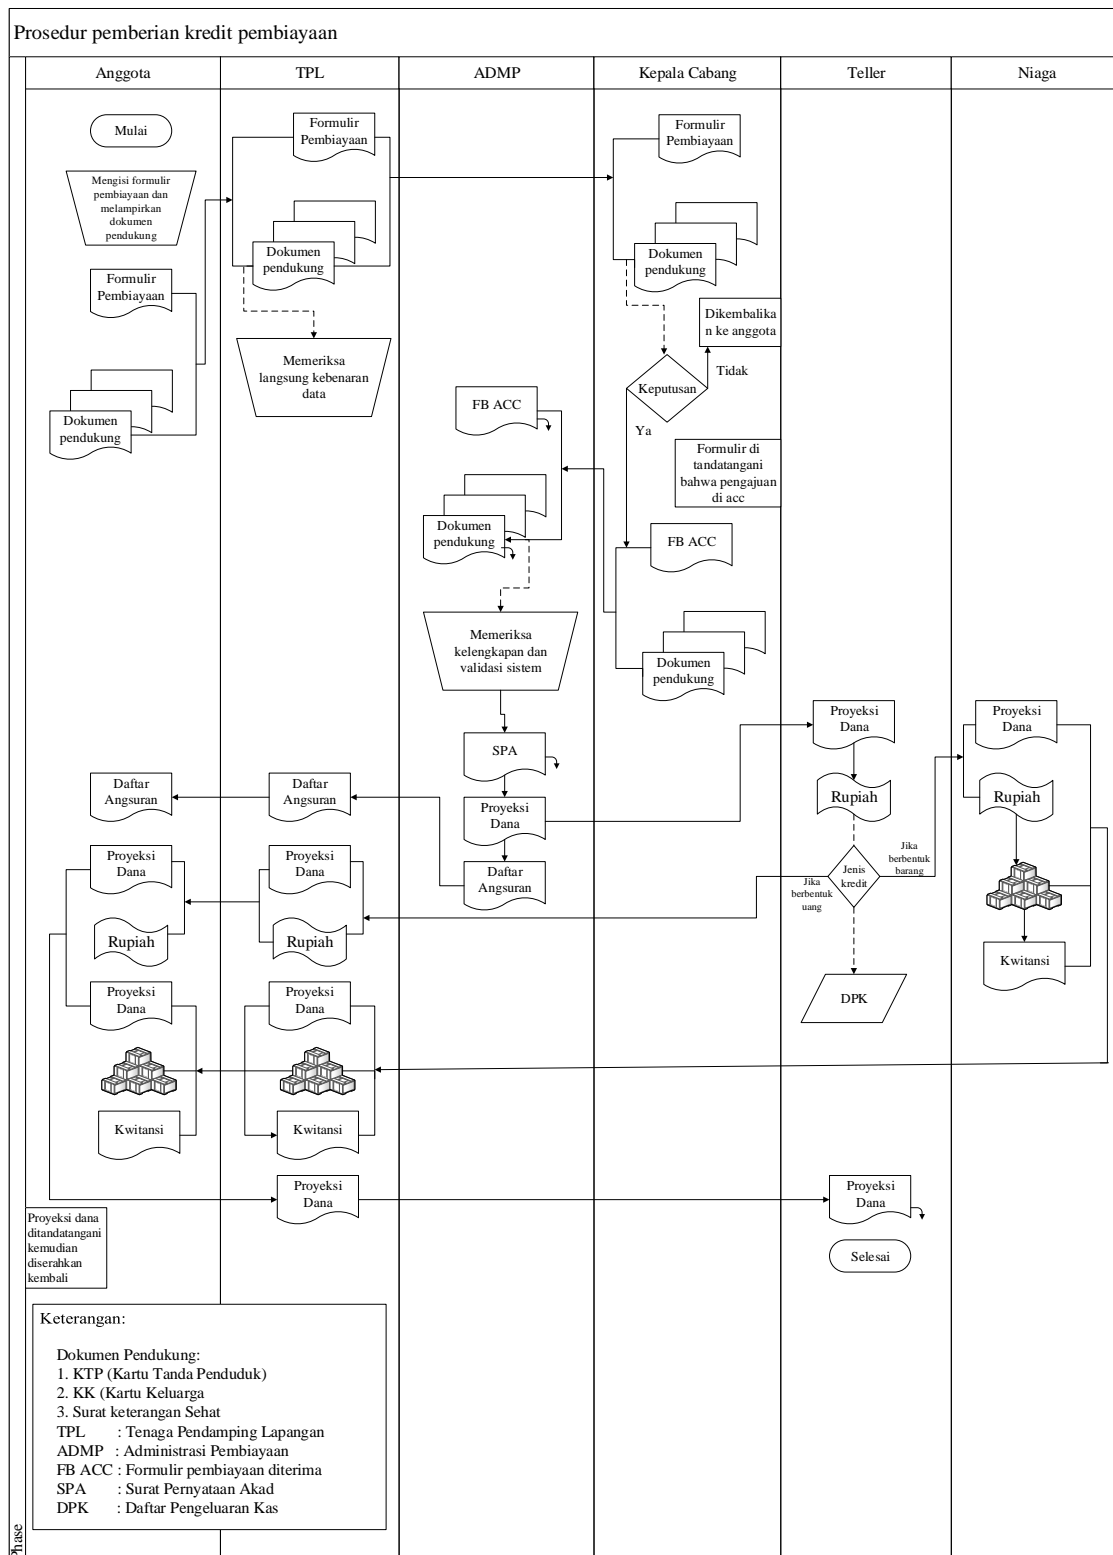 Prosedur pemberian kredit pembiayaan
Phase
Anggota
TPL
ADMP
Kepala Cabang
Teller
Niaga
Mulai
Mengisi formulir
pembiayaan dan
melampirkan
dokumen
pendukung
Formulir
Pembiayaan
Dokumen
pendukung
Formulir
Pembiayaan
Dokumen
pendukung
Memeriksa
langsung kebenaran
data
Formulir
Pembiayaan
Dokumen
pendukung
Dikembalika
n ke anggota
Keputusan
Tidak
Ya
Formulir di
tandatangani
bahwa pengajuan
di acc
FB ACC
Dokumen
pendukung
FB ACC
Dokumen
pendukung
Memeriksa
kelengkapan dan
validasi sistem
SPA
Proyeksi
Dana
Daftar
Angsuran
Daftar
Angsuran
Daftar
Angsuran
Proyeksi
Dana
Rupiah
Jenis
kredit
Jika
berbentuk
barang
Jika
berbentuk
uang
DPK
Proyeksi
Dana
Rupiah
Kwitansi
Proyeksi
Dana
Rupiah
Proyeksi
Dana
Rupiah
Proyeksi
Dana
Kwitansi
Proyeksi
Dana
Kwitansi
Proyeksi
Dana
Proyeksi
Dana
Selesai
Proyeksi dana
ditandatangani
kemudian
diserahkan
kembali
Keterangan:
Dokumen Pendukung:
1. KTP (Kartu Tanda Penduduk)
2. KK (Kartu Keluarga
3. Surat keterangan Sehat
TPL : Tenaga Pendamping Lapangan
ADMP : Administrasi Pembiayaan
FB ACC : Formulir pembiayaan diterima
SPA : Surat Pernyataan Akad
DPK : Daftar Pengeluaran Kas